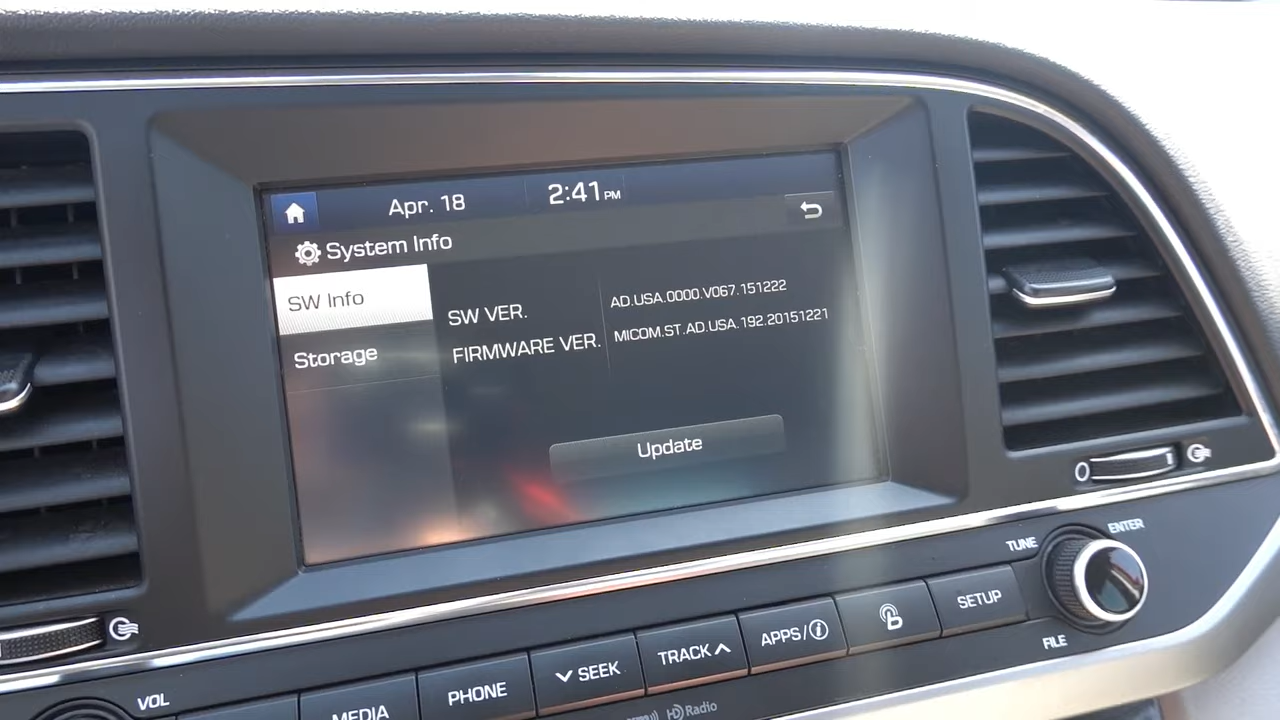 Apr. 18
2:41 PM
System Info
SW Info
Storage
SW VER.
AD.USA.0000.V067.151222
FIRMWARE VER.
MICOM.ST.AD.USA.192.20151221
Update
TUNE
ENTER
FILE
VOL
MEDIA
PHONE
SEEK
TRACK
APPS/i
SETUP
HD Radio